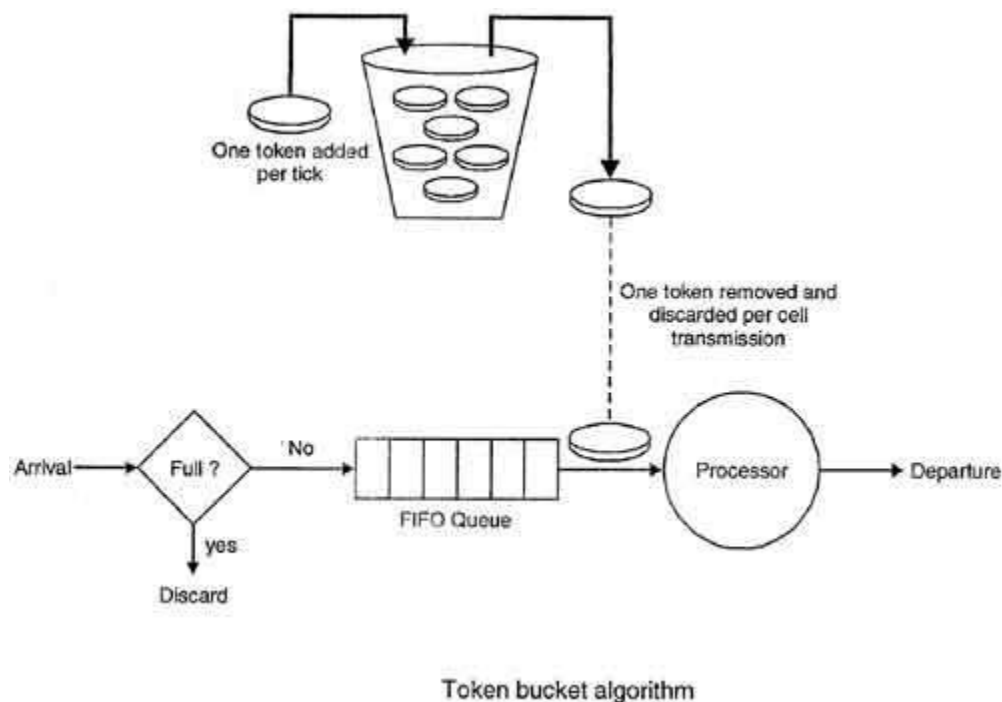 One token added
per tick
One token removed and
discarded per cell
transmission
Arrival
Full ?
No
FIFO Queue
Processor
Departure
yes
Discard
Token bucket algorithm